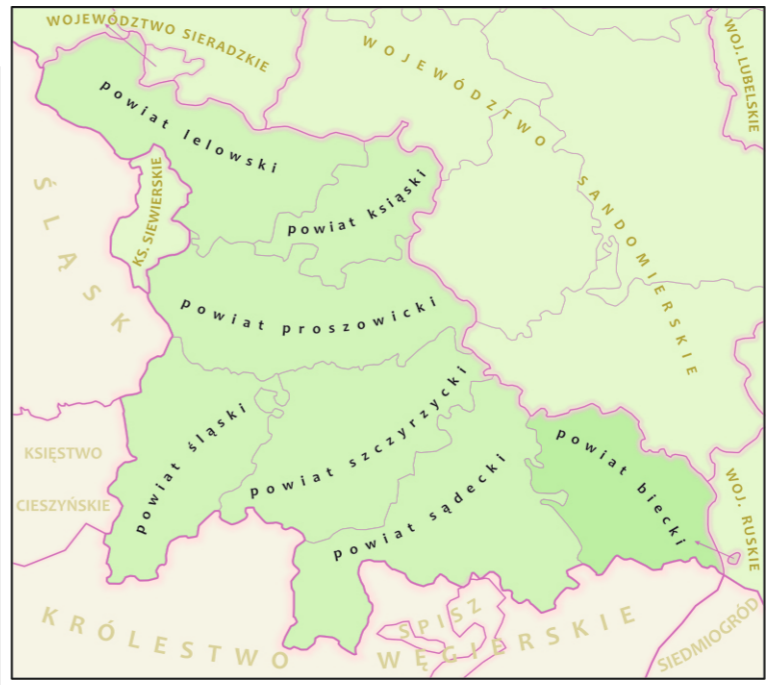 WOJEWÓDZTWO SIERADZKIE
WOJEWÓDZTWO
SANDOMIERSKIE
WOJ. LUBELSKIE
powiat lelowski
powiat ksiąski
KS. SIEWIERSKIE
ŚLĄSK
powiat proszowicki
powiat śląski
powiat szczyrzycki
powiat sądecki
powiat biecki
KSIĘSTWO
CIESZYŃSKIE
WOJ. RUSKIE
KRÓLESTWO WĘGIERSKIE
SPISZ
SIEDMIOGRÓD